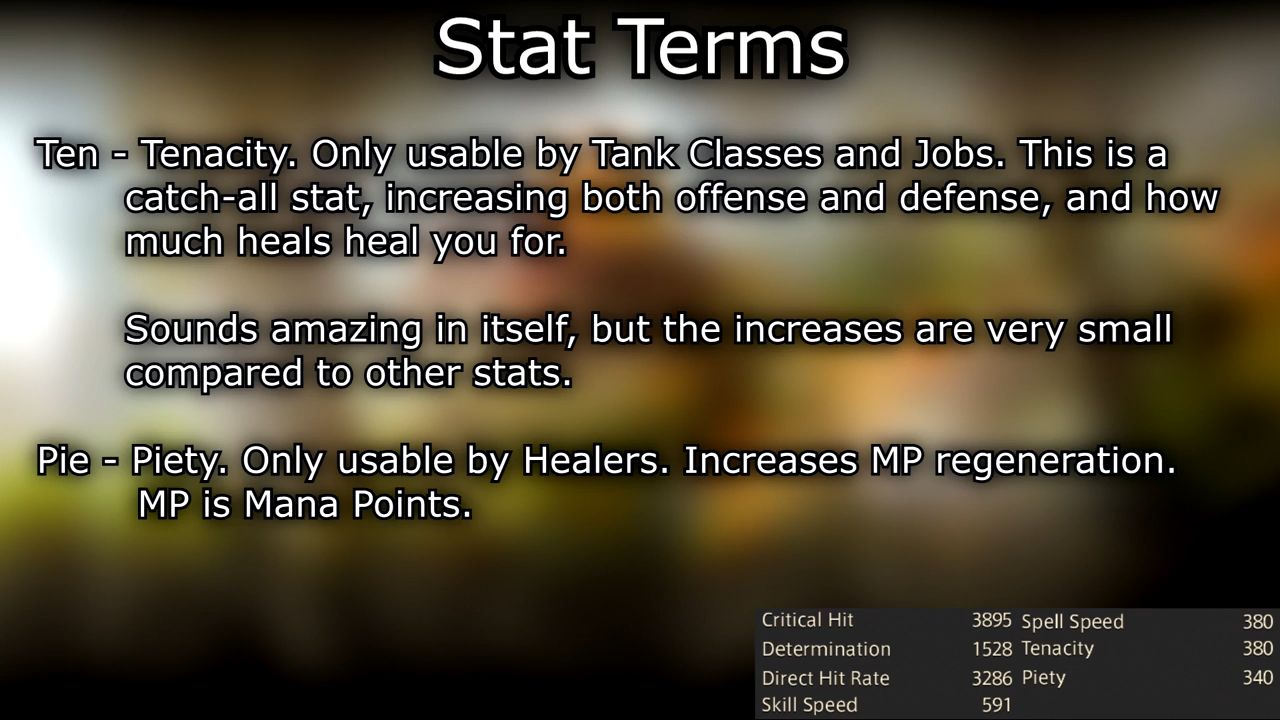 Stat Terms
Ten - Tenacity. Only usable by Tank Classes and Jobs. This is a
catch-all stat, increasing both offense and defense, and how
much heals heal you for.
Sounds amazing in itself, but the increases are very small
compared to other stats.
Pie - Piety. Only usable by Healers. Increases MP regeneration.
MP is Mana Points.
Critical Hit 3895 Spell Speed 380
Determination 1528 Tenacity 380
Direct Hit Rate 3286 Piety 340
Skill Speed 591